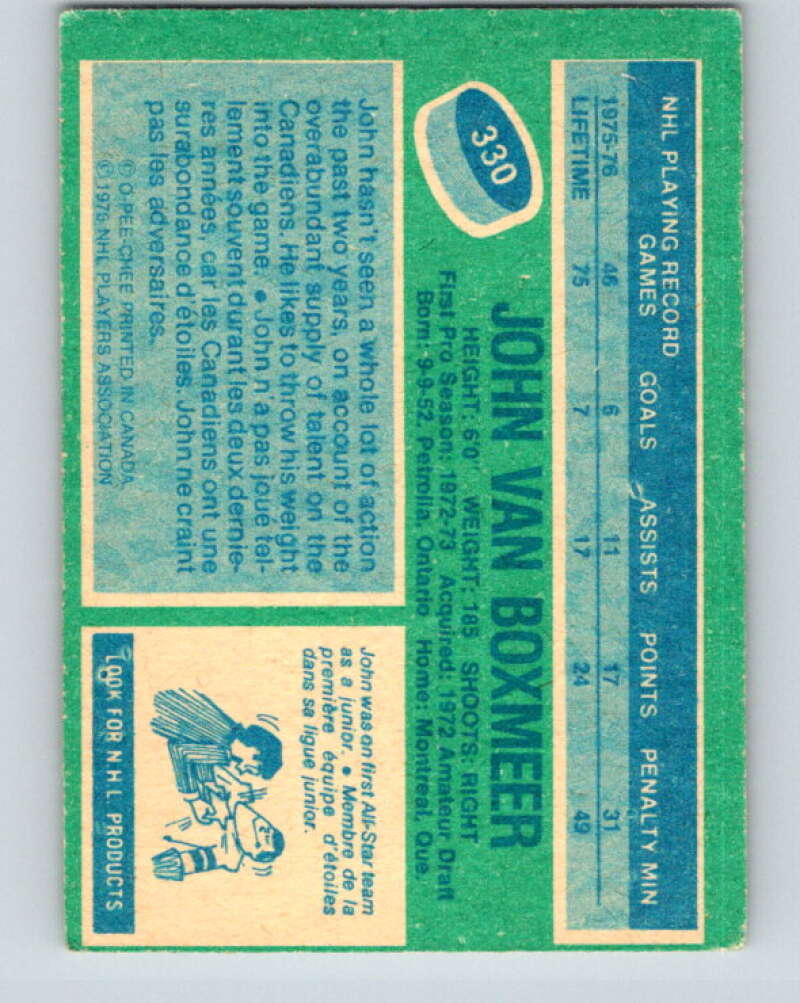 NHL PLAYING RECORD
GAMES GOALS ASSISTS POINTS PENALTY MIN
1975-76 46 6 11 17 31
LIFETIME 75 7 17 24 49
330
JOHN VAN BOXMEER
HEIGHT: 6'0' WEIGHT: 185 SHOOTS: RIGHT
First Pro Season: 1972-73 Acquired: 1972 Amateur Draft
Born: 9-9-52, Petrolia, Ontario Home: Montreal, Que.
John hasn't seen a whole lot of action
the past two years, on account of the
overabundant supply of talent on the
Canadiens. He likes to throw his weight
into the game. • John n'a pas joué tel-
lement souvent durant les deux derniè-
res années, car les Canadiens ont une
surabondance d'étoiles. John ne craint
pas les adversaires.
© O-PEE-CHEE PRINTED IN CANADA
© 1976 NHL PLAYERS ASSOCIATION
John was on first All-Star team
as a junior. • Membre de la
première équipe d'étoiles
dans sa ligue junior.
LOOK FOR N.H.L. PRODUCTS